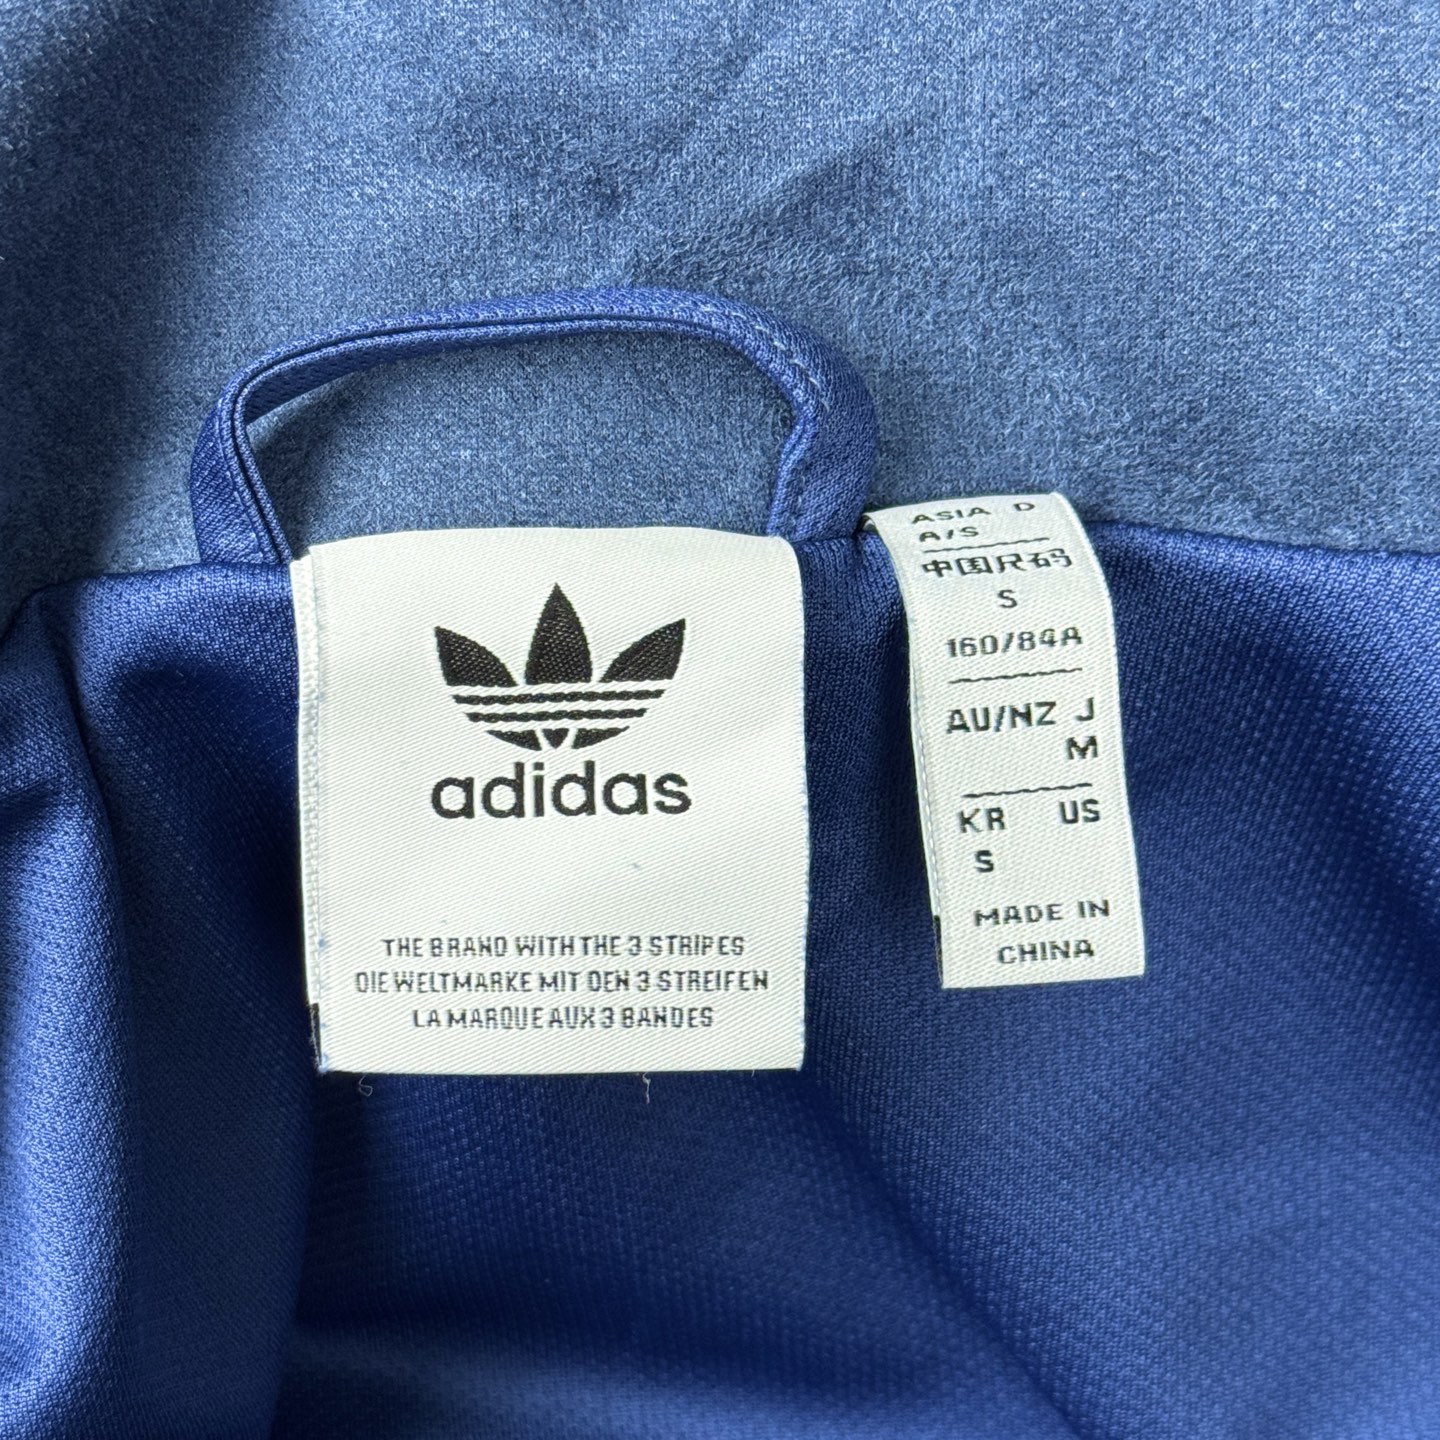 adidas
THE BRAND WITH THE 3 STRIPES
DIE WELTMARKE MIT DEN 3 STREIFEN
LA MARQUE AUX 3 BANDES
ASIA D
A/S
中国尺码
S
160/84A
AU/NZ J
M
KR US
S
MADE IN
CHINA